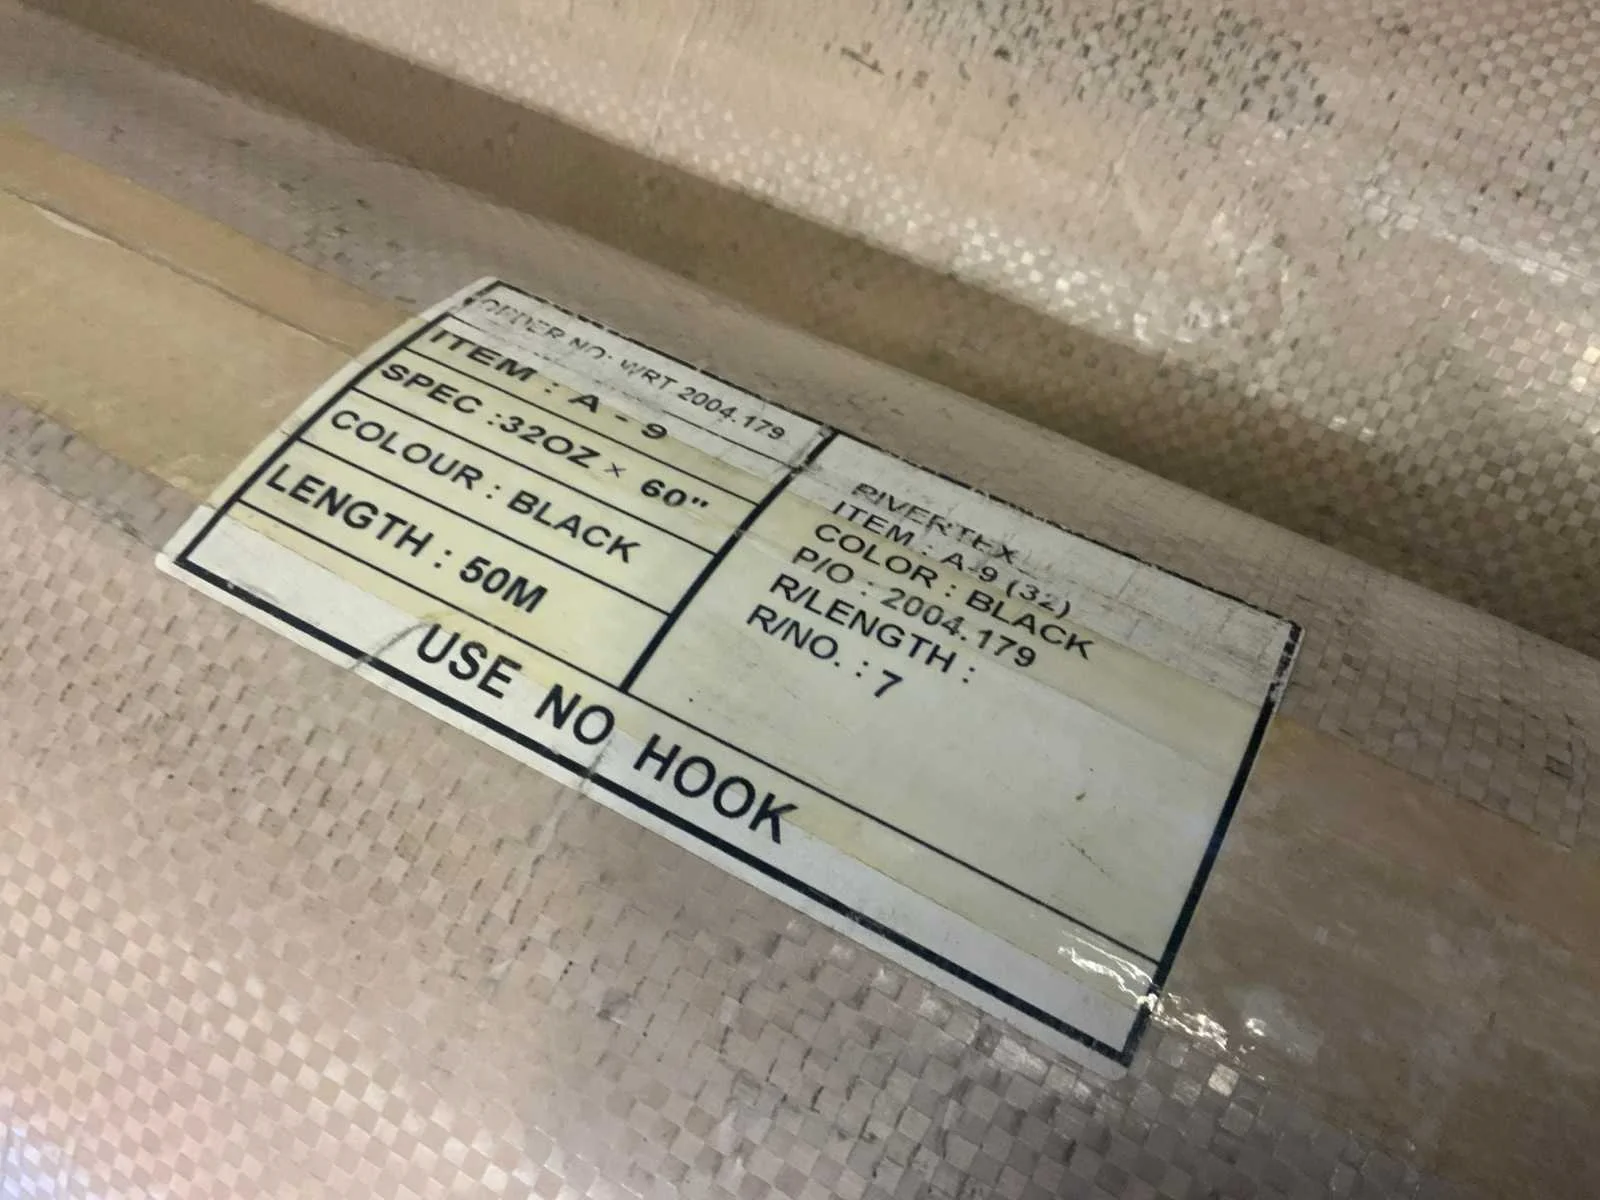 ORDER NO: WRT 2004.179
ITEM : A - 9
SPEC :32OZ × 60"
COLOUR : BLACK
LENGTH : 50M
RIVERTEX
ITEM : A-9 (32)
COLOR : BLACK
P/O : 2004.179
R/LENGTH :
R/NO. : 7
USE NO HOOK